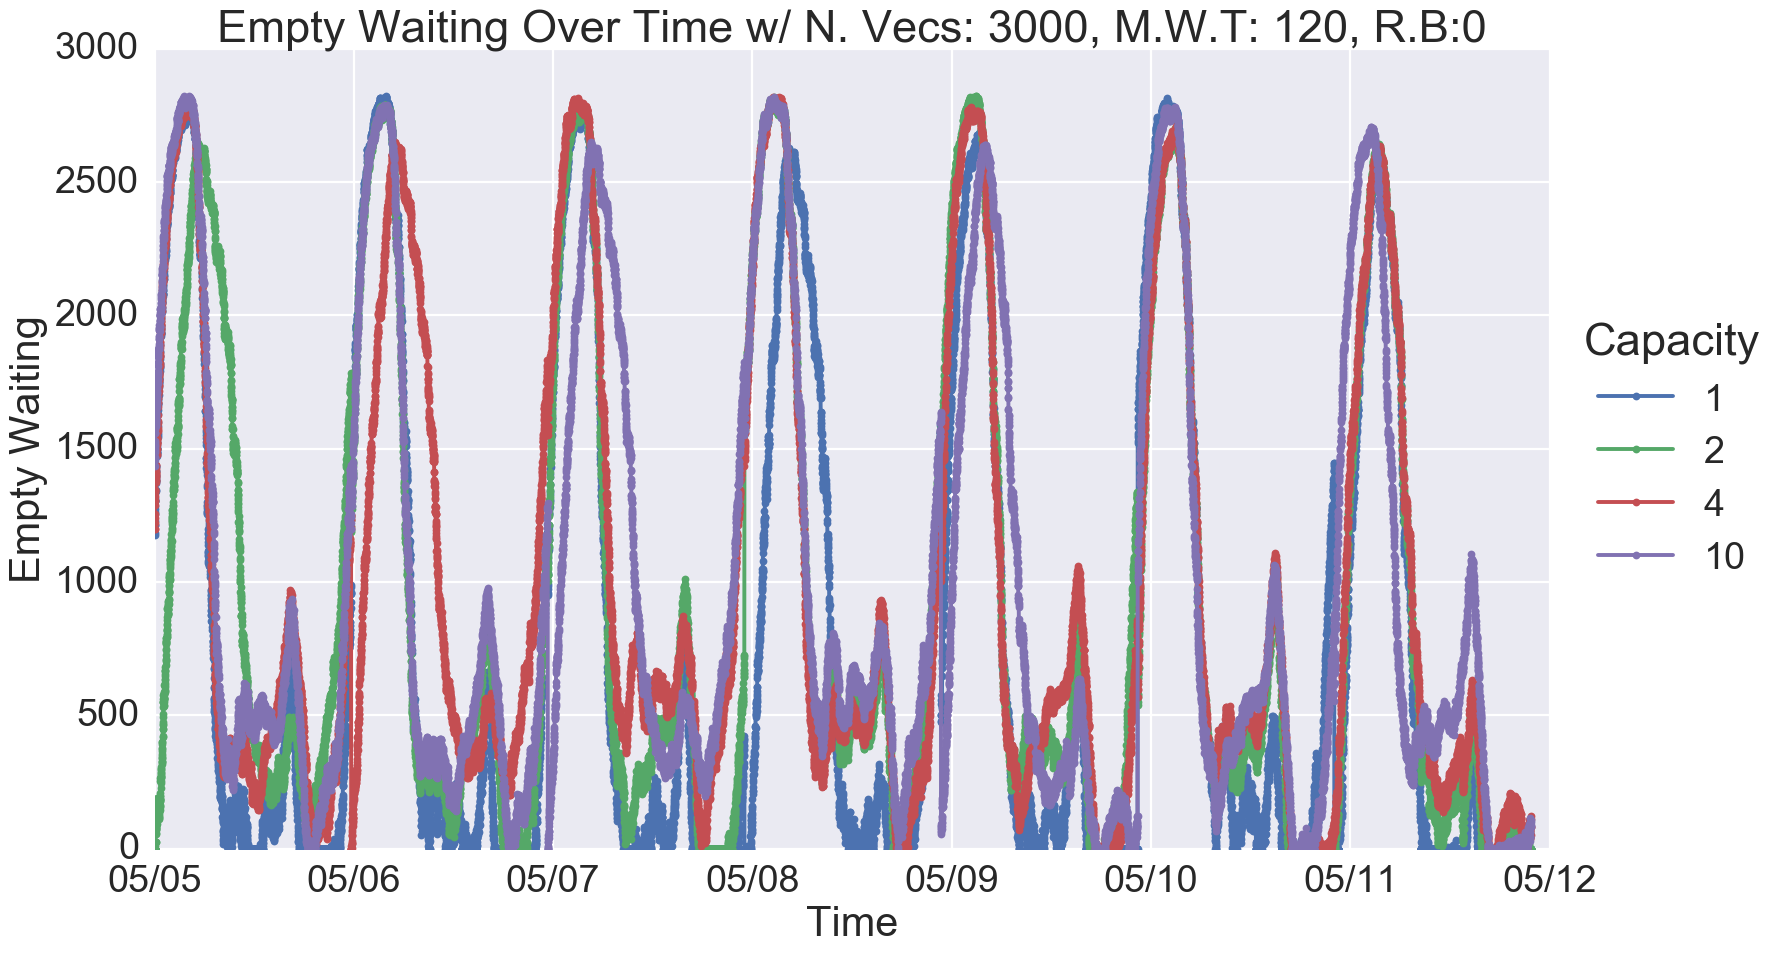 Empty Waiting Over Time w/ N. Vecs: 3000, M.W.T: 120, R.B:0
3000
2500
2000
1500
1000
500
0
Empty Waiting
05/05 05/06 05/07 05/08 05/09 05/10 05/11 05/12
Time
Capacity
1
2
4
10